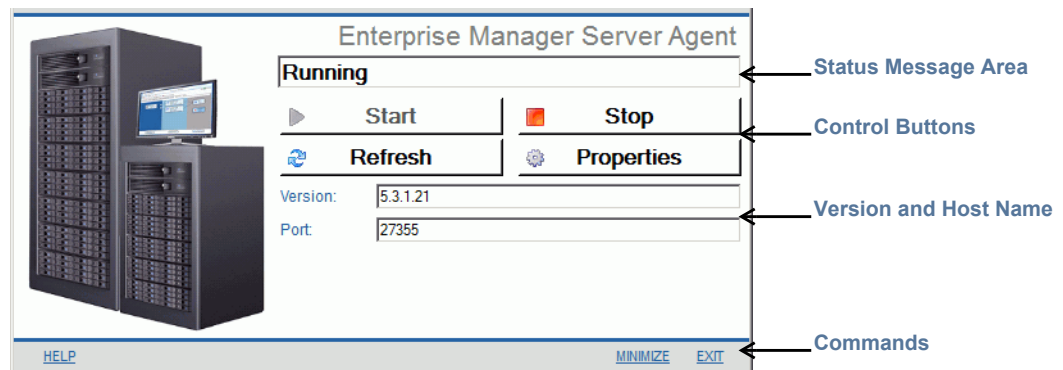 Enterprise Manager Server Agent
Running
Status Message Area
Start
Stop
Control Buttons
Refresh
Properties
Version:
5.3.1.21
Version and Host Name
Port:
27355
HELP
MINIMIZE
EXIT
Commands